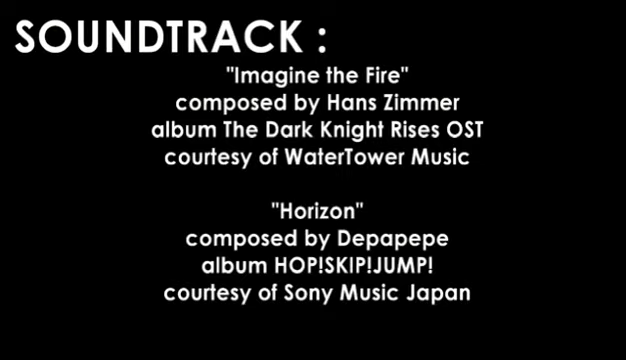 SOUNDTRACK :
"Imagine the Fire"
composed by Hans Zimmer
album The Dark Knight Rises OST
courtesy of WaterTower Music
"Horizon"
composed by Depapepe
album HOP!SKIP!JUMP!
courtesy of Sony Music Japan